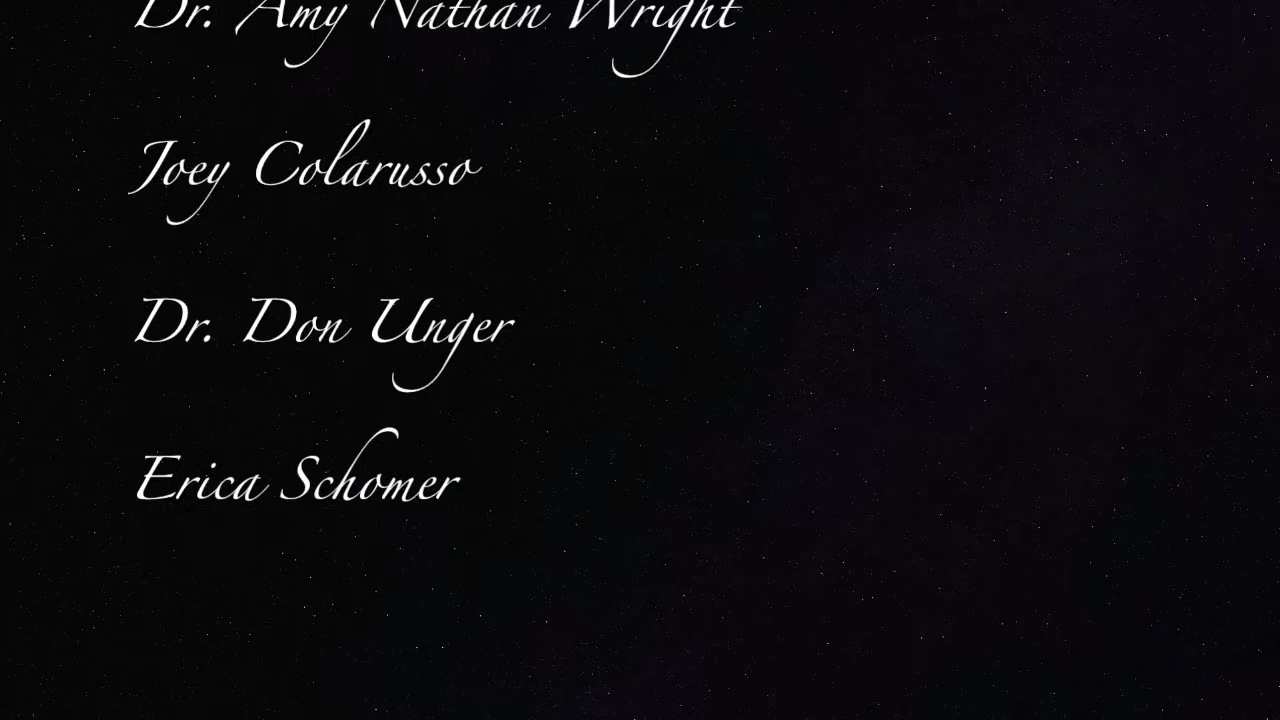 Dr. Amy Nathan Wright
Joey Colarusso
Dr. Don Unger
Erica Schomer